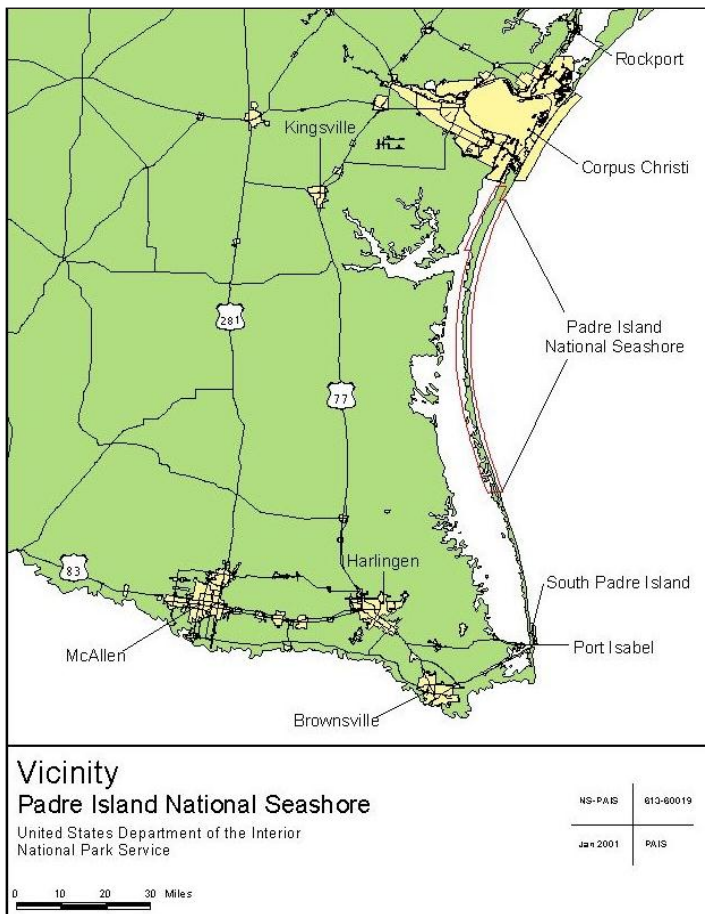 Rockport
Kingsville
Corpus Christi
Padre Island
National Seashore
281
77
83
Harlingen
South Padre Island
McAllen
Port Isabel
Brownsville
Vicinity
Padre Island National Seashore
United States Department of the Interior
National Park Service
NS-PAIS 613-60019
Jan 2001 PAIS
0 10 20 30 Miles